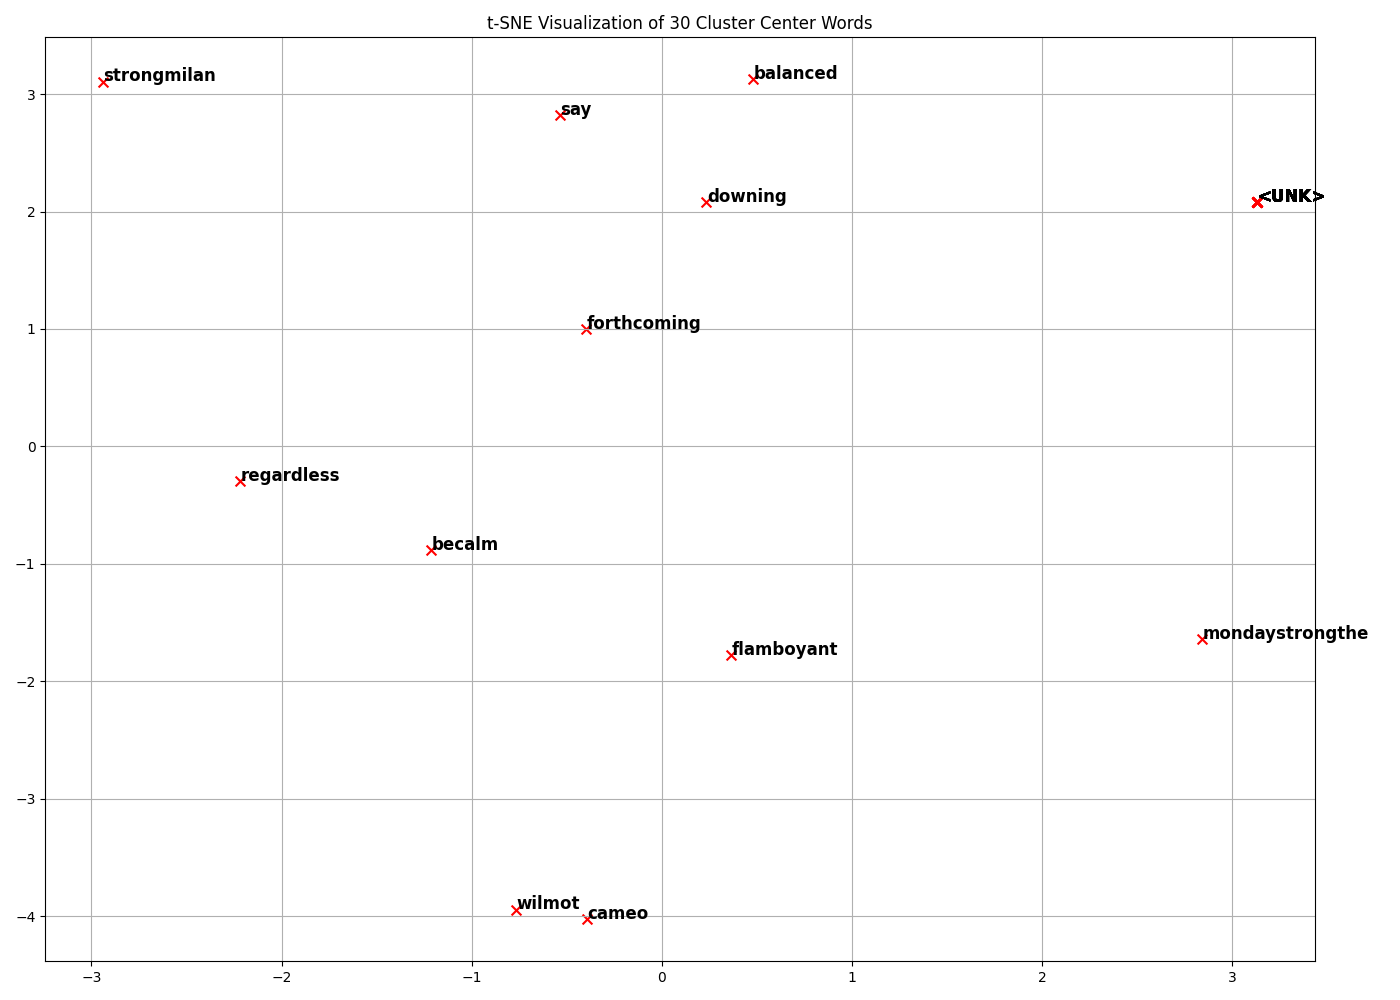 t-SNE Visualization of 30 Cluster Center Words
strongmilan
balanced
say
downing
<UNK>
forthcoming
regardless
becalm
mondaystrongthe
flamboyant
wilmot
cameo
3
2
1
0
−1
−2
−3
−4
−3 −2 −1 0 1 2 3